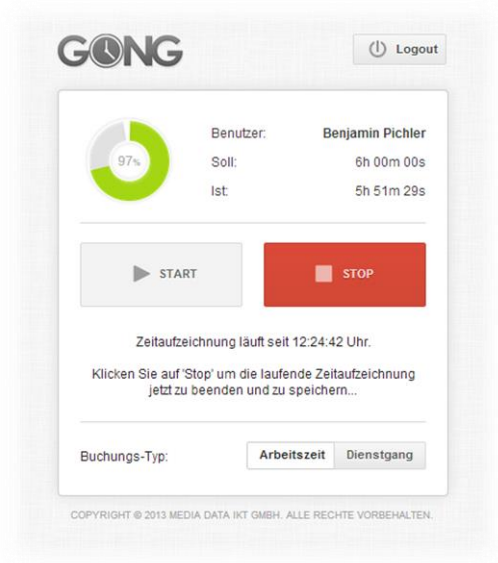 GONG
Logout
97%
Benutzer: Benjamin Pichler
Soll: 6h 00m 00s
Ist: 5h 51m 29s
START
STOP
Zeitaufzeichnung läuft seit 12:24:42 Uhr.
Klicken Sie auf 'Stop' um die laufende Zeitaufzeichnung
jetzt zu beenden und zu speichern...
Buchungs-Typ: Arbeitszeit Dienstgang
COPYRIGHT © 2013 MEDIA DATA IKT GMBH. ALLE RECHTE VORBEHALTEN.